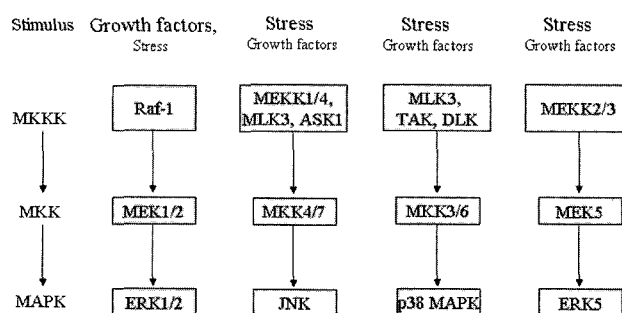 Stimulus
Growth factors,
Stress
Stress
Growth factors
Stress
Growth factors
Stress
Growth factors
MKKK
Raf-1
MEKK1/4,
MLK3, ASK1
MLK3,
TAK, DLK
MEKK2/3
MKK
MEK1/2
MKK4/7
MKK3/6
MEK5
MAPK
ERK1/2
JNK
p38 MAPK
ERK5